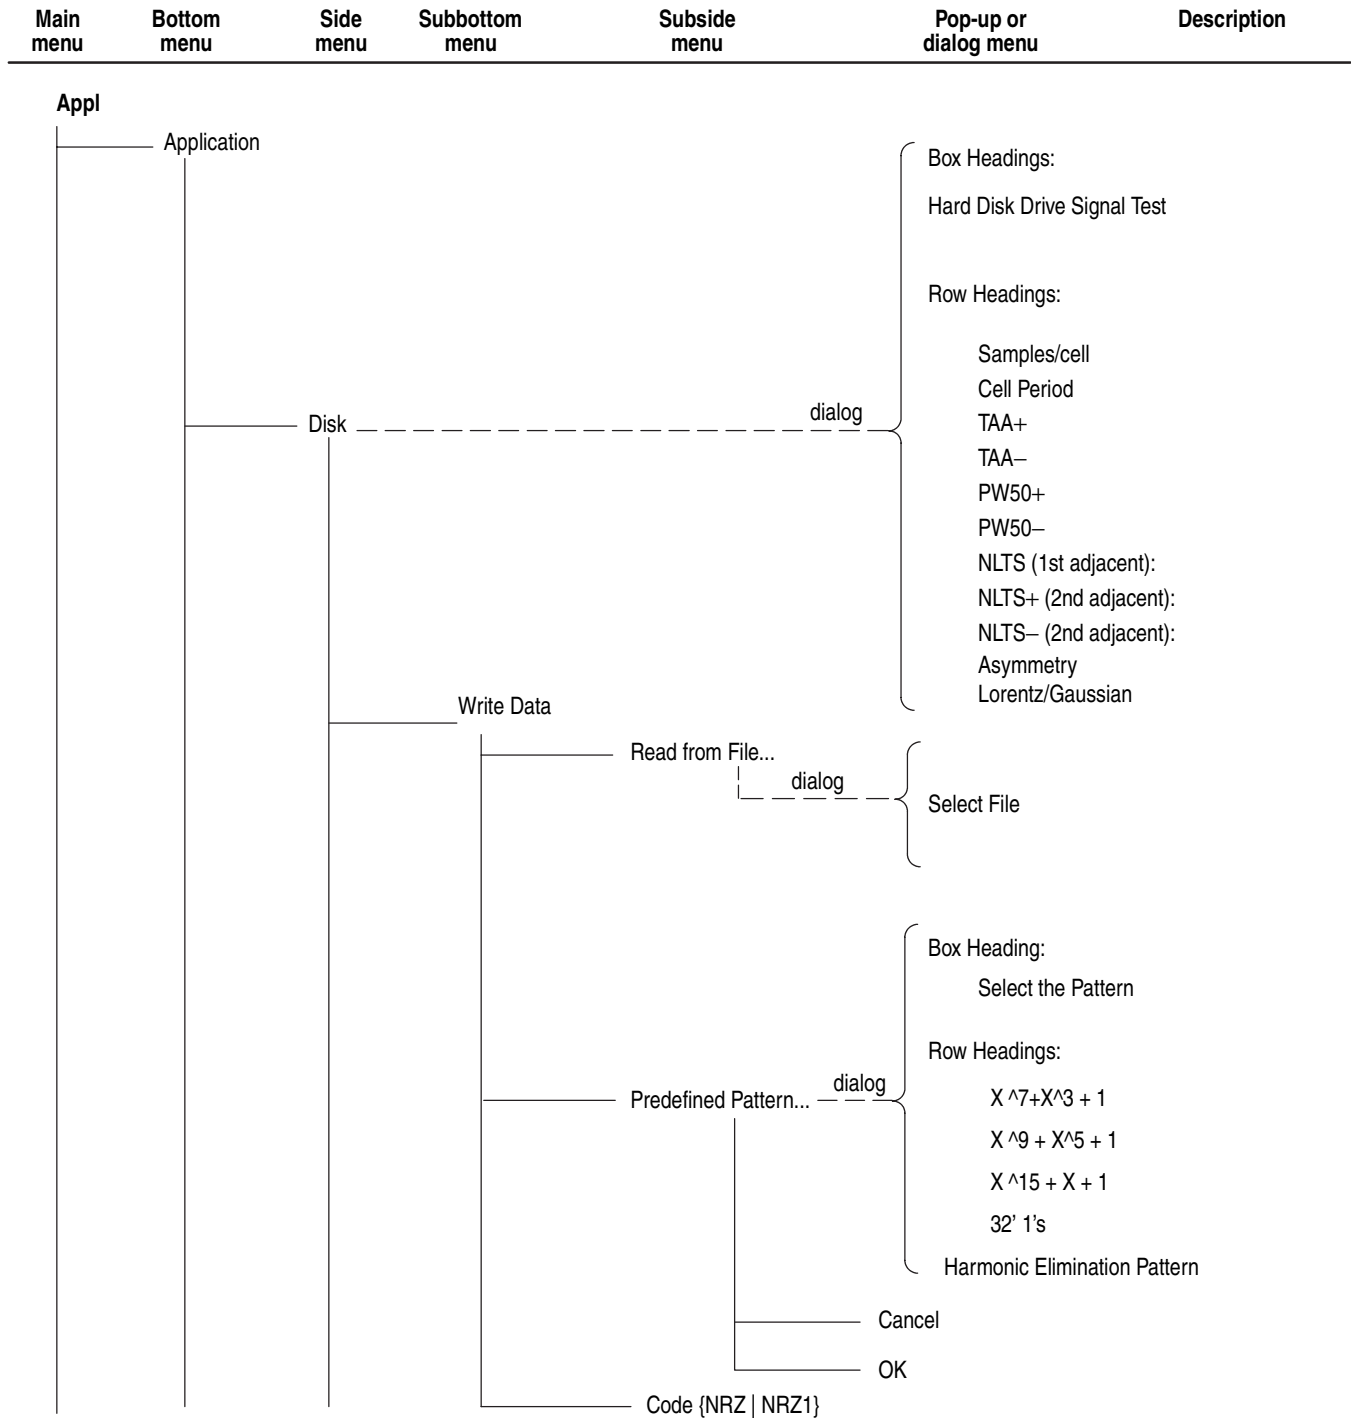 Main menu
Bottom menu
Side menu
Subbottom menu
Subside menu
Pop-up or dialog menu
Description
Appl
Application
Box Headings:
Hard Disk Drive Signal Test
Row Headings:
Samples/cell
Cell Period
TAA+
Disk
dialog
TAA–
PW50+
PW50–
NLTS (1st adjacent):
NLTS+ (2nd adjacent):
NLTS– (2nd adjacent):
Asymmetry
Lorentz/Gaussian
Write Data
Read from File...
dialog
Select File
Box Heading:
Select the Pattern
Row Headings:
Predefined Pattern...
dialog
X ^7+X^3 + 1
X ^9 + X^5 + 1
X ^15 + X + 1
32’ 1’s
Harmonic Elimination Pattern
Cancel
OK
Code {NRZ | NRZ1}